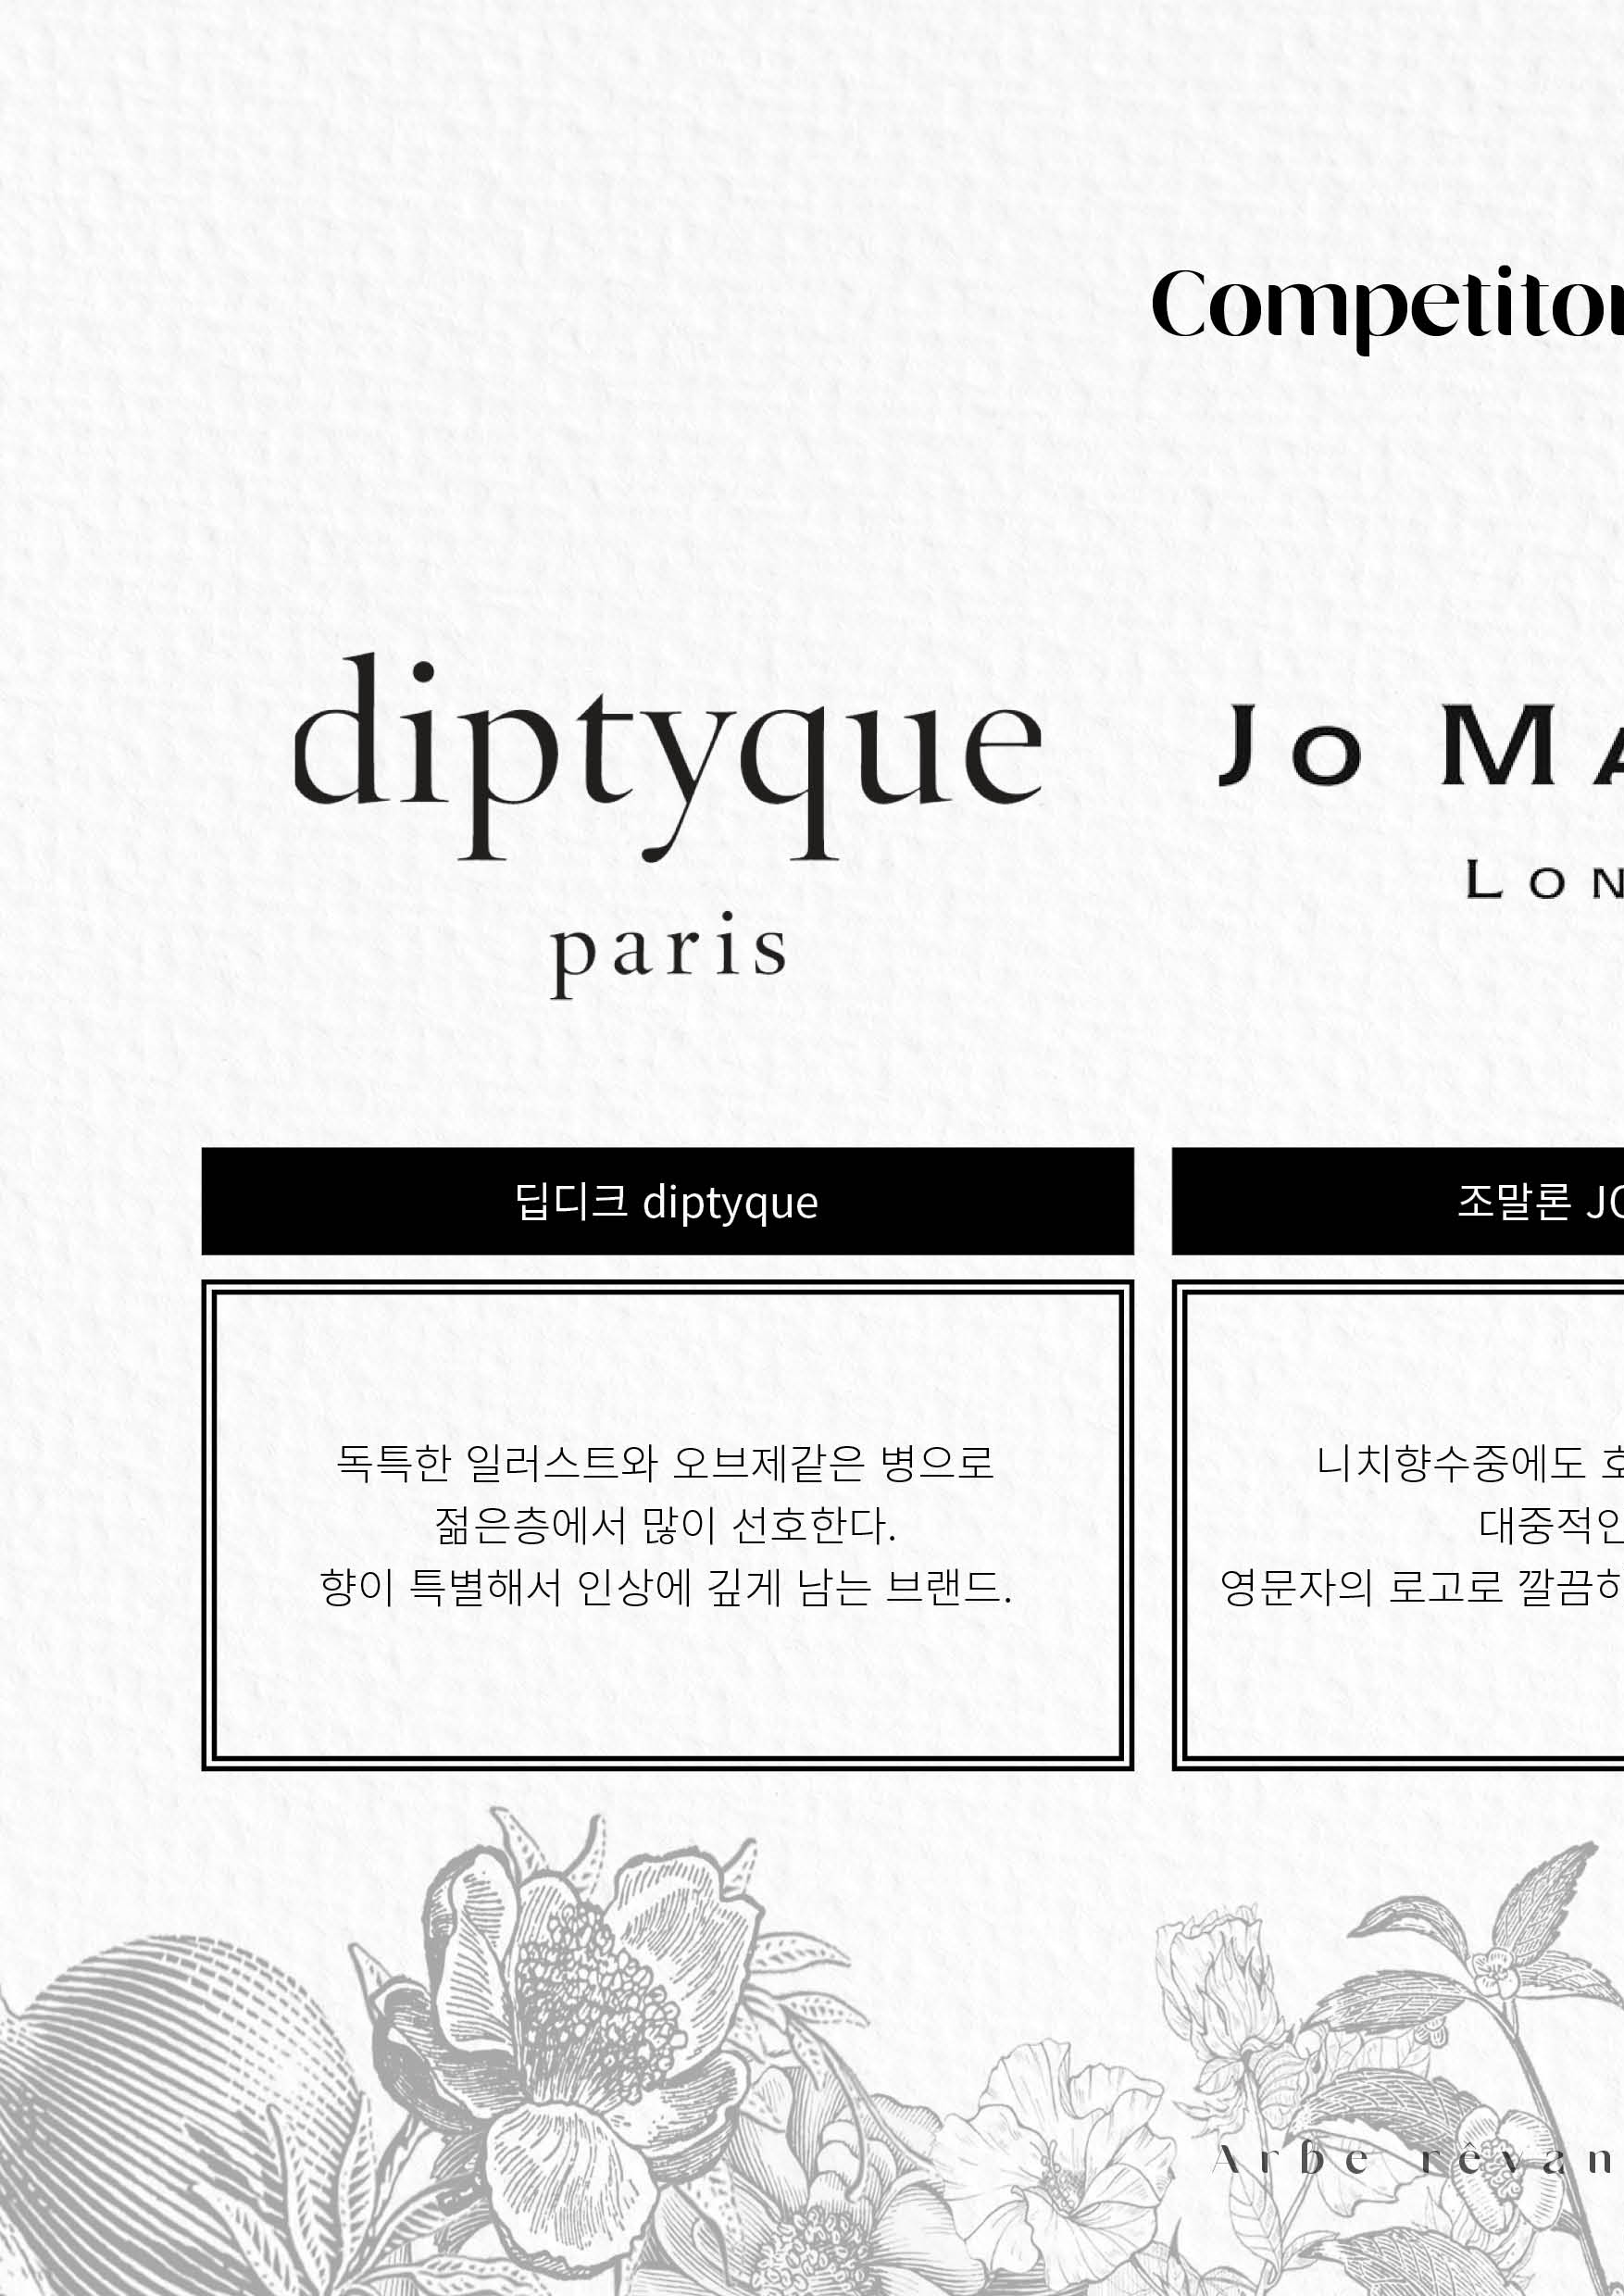 Competitor
diptyque
paris
Jo MA
LON
딥디크 diptyque
독특한 일러스트와 오브제같은 병으로
젊은층에서 많이 선호한다.
향이 특별해서 인상에 깊게 남는 브랜드.
조말론 JO
니치향수중에도
대중적인
영문자의 로고로 깔끔하
Arbe rêvan